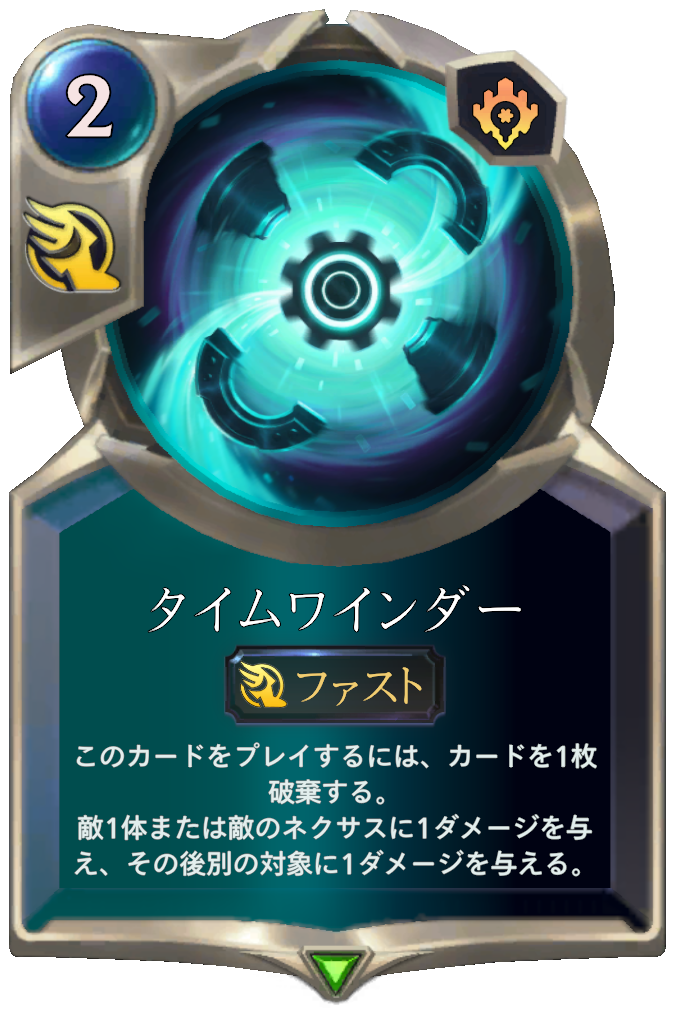 2
タイムワインダー
ファスト
このカードをプレイするには、カードを1枚
破棄する。
敵1体または敵のネクサスに1ダメージを与
え、その後別の対象に1ダメージを与える。